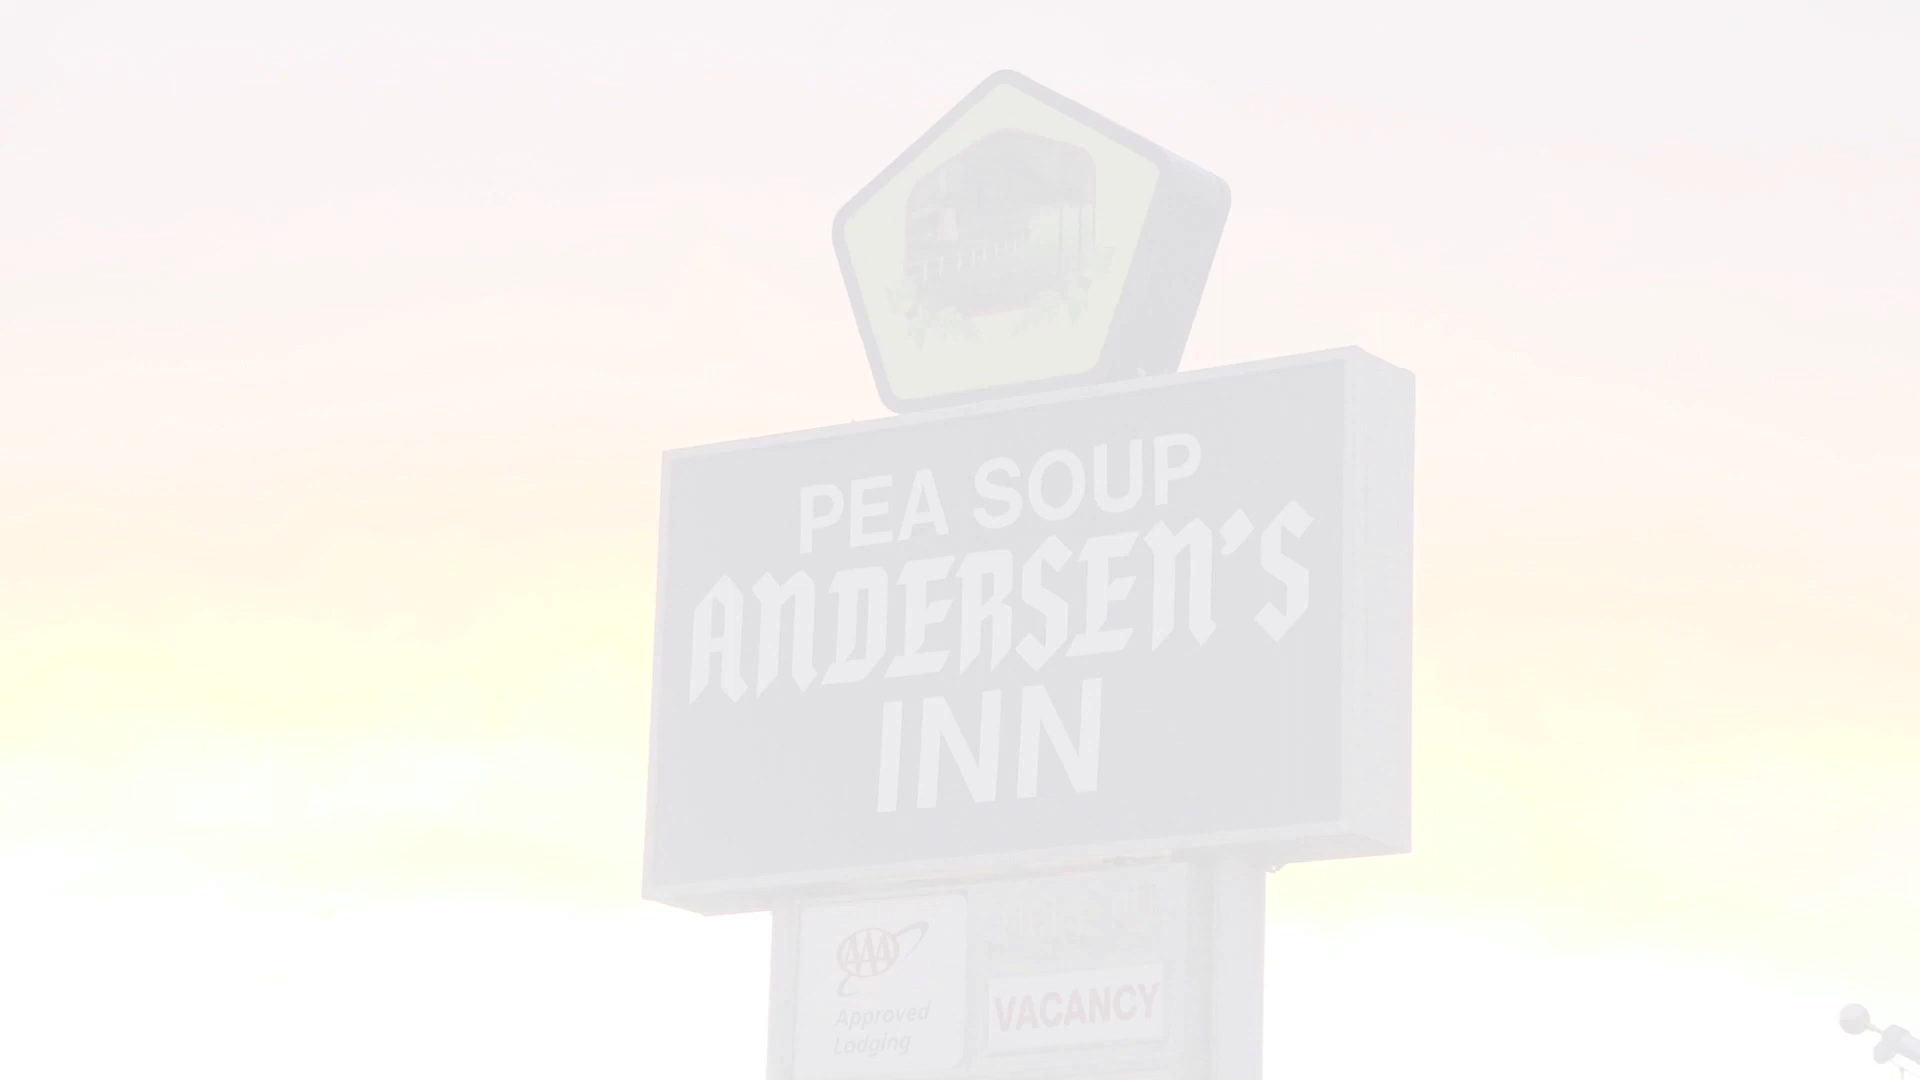 PEA SOUP
ANDERSEN'S
INN
AAA
Approved
Lodging
VACANCY